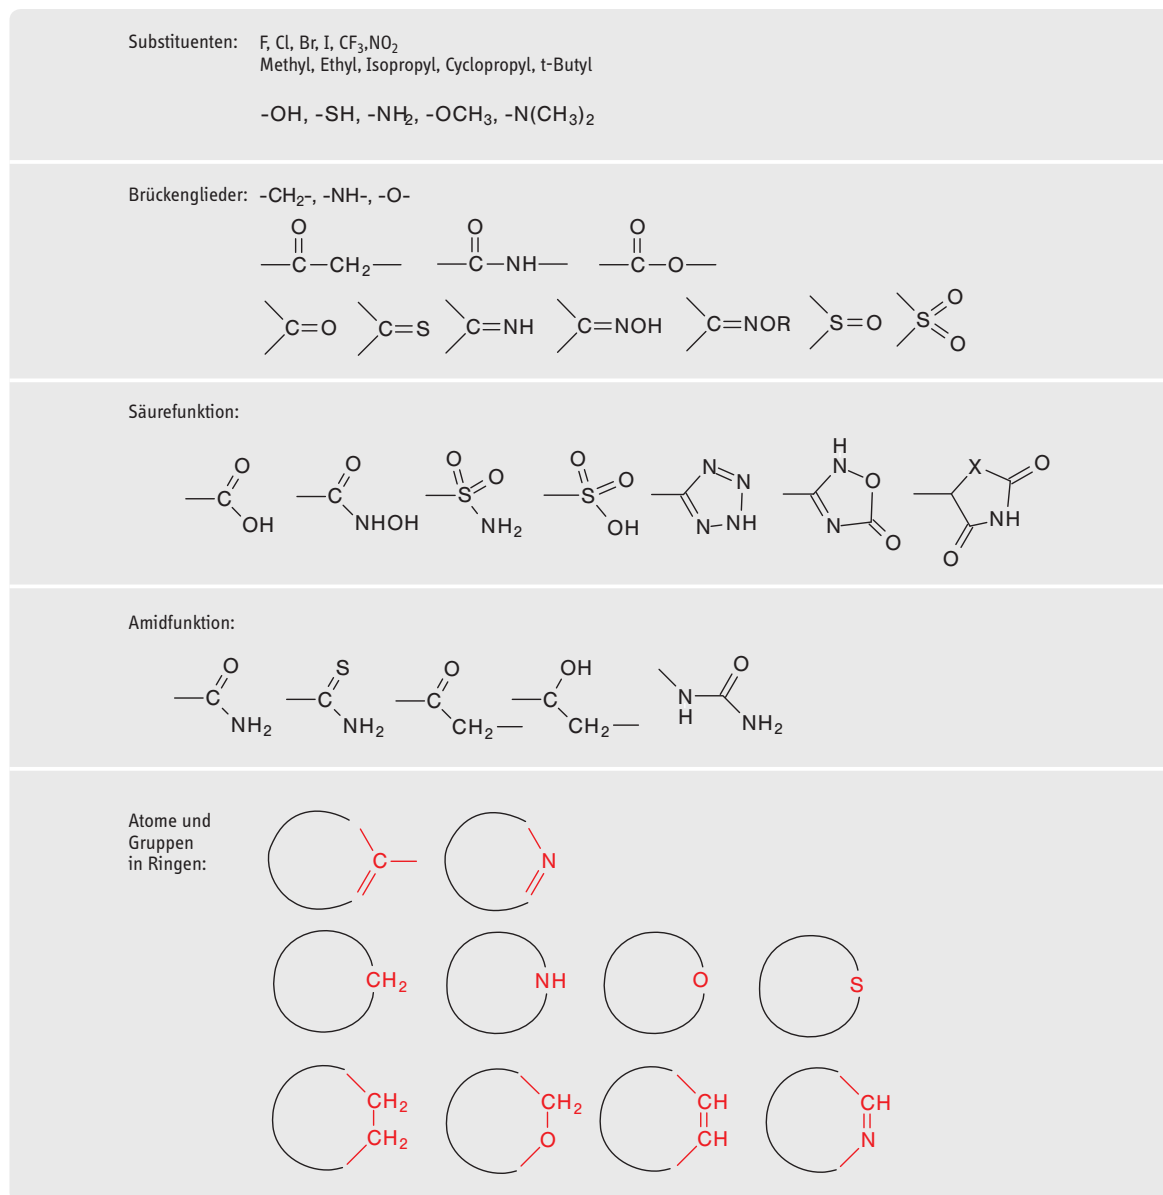 Substituenten: F, Cl, Br, I, CF₃,NO₂
Methyl, Ethyl, Isopropyl, Cyclopropyl, t-Butyl
-OH, -SH, -NH₂, -OCH₃, -N(CH₃)₂
Brückenglieder: -CH₂-, -NH-, -O-
O O O
C CH₂ C NH C O
C=O C=S C=NH C=NOH C=NOR S=O S O O
Säurefunktion:
C O OH C O NHOH S O O NH₂ S O O OH N N N NH H N O N O X O NH O
Amidfunktion:
C O NH₂ C S NH₂ C O CH₂ C OH CH₂ N H O NH₂
Atome und
Gruppen
in Ringen:
C N
CH₂ NH O S
CH₂ CH₂ CH CH
CH₂ O CH N